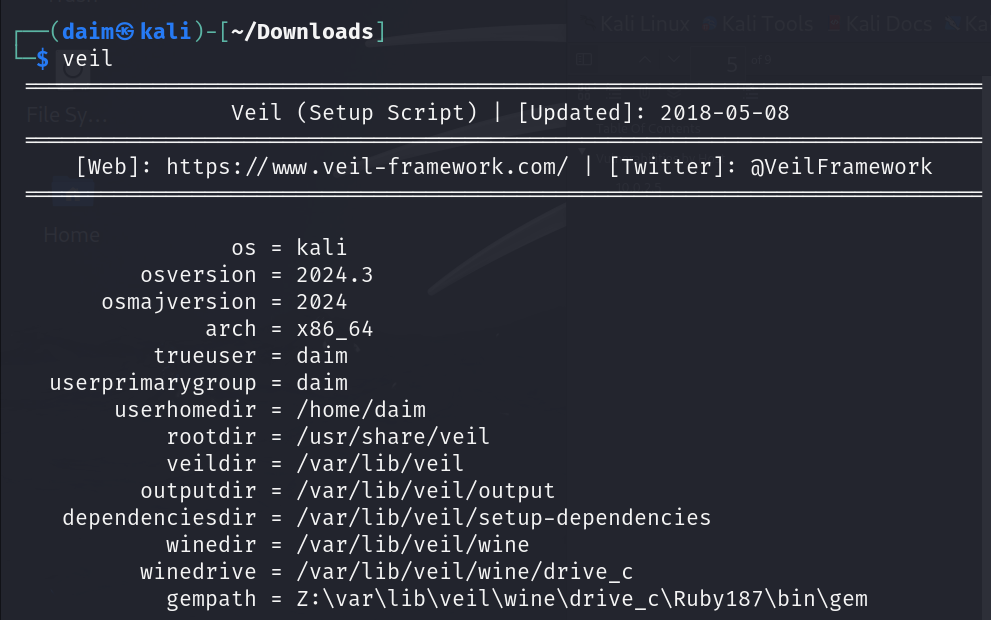 Kali Linux Kali Tools Kali Docs
┌──(daim㉿kali)-[~/Downloads]
└─$ veil
5 of 9
Veil (Setup Script) | [Updated]: 2018-05-08
File Sy...
[Web]: https://www.veil-framework.com/ | [Twitter]: @VeilFramework
Home
os = kali
osversion = 2024.3
osmajversion = 2024
arch = x86_64
trueuser = daim
userprimarygroup = daim
userhomedir = /home/daim
rootdir = /usr/share/veil
veildir = /var/lib/veil
outputdir = /var/lib/veil/output
dependenciesdir = /var/lib/veil/setup-dependencies
winedir = /var/lib/veil/wine
winedrive = /var/lib/veil/wine/drive_c
gempath = Z:\var\lib\veil\wine\drive_c\Ruby187\bin\gem